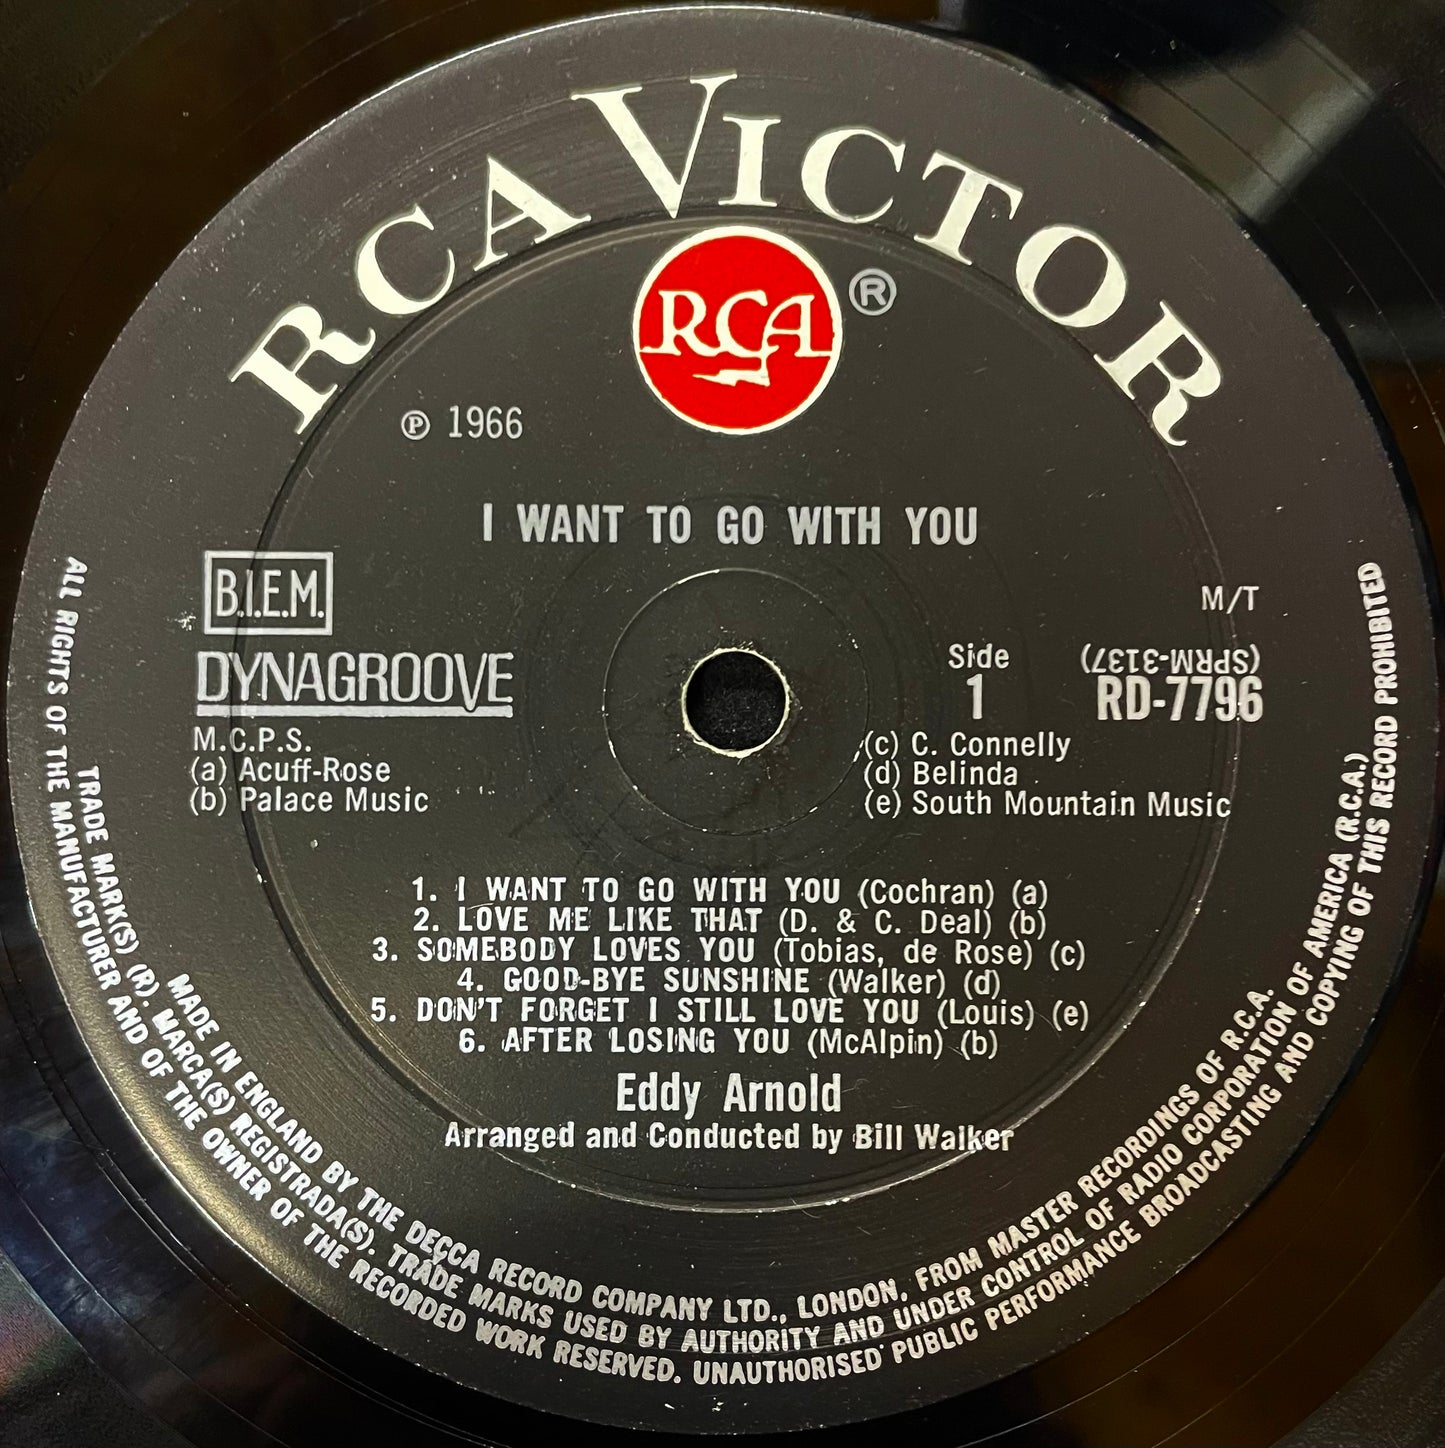 RCA VICTOR
RCA ®
℗ 1966
I WANT TO GO WITH YOU
B.I.E.M.
M/T
DYNAGROOVE
Side
1
(SPRM-3137)
RD-7796
M.C.P.S.
(a) Acuff-Rose
(b) Palace Music
(c) C. Connelly
(d) Belinda
(e) South Mountain Music
1. I WANT TO GO WITH YOU (Cochran) (a)
2. LOVE ME LIKE THAT (D. & C. Deal) (b)
3. SOMEBODY LOVES YOU (Tobias, de Rose) (c)
4. GOOD-BYE SUNSHINE (Walker) (d)
5. DON'T FORGET I STILL LOVE YOU (Louis) (e)
6. AFTER LOSING YOU (McAlpin) (b)
Eddy Arnold
Arranged and Conducted by Bill Walker
MADE IN ENGLAND BY THE DECCA RECORD COMPANY LTD., LONDON, FROM MASTER RECORDINGS OF R.C.A.
TRADE MARK(S) (R). MARCA(S) REGISTRADA(S). TRADE MARKS USED BY AUTHORITY AND UNDER CONTROL OF RADIO CORPORATION OF AMERICA (R.C.A.)
ALL RIGHTS OF THE MANUFACTURER AND OF THE OWNER OF THE RECORDED WORK RESERVED. UNAUTHORISED PUBLIC PERFORMANCE BROADCASTING AND COPYING OF THIS RECORD PROHIBITED